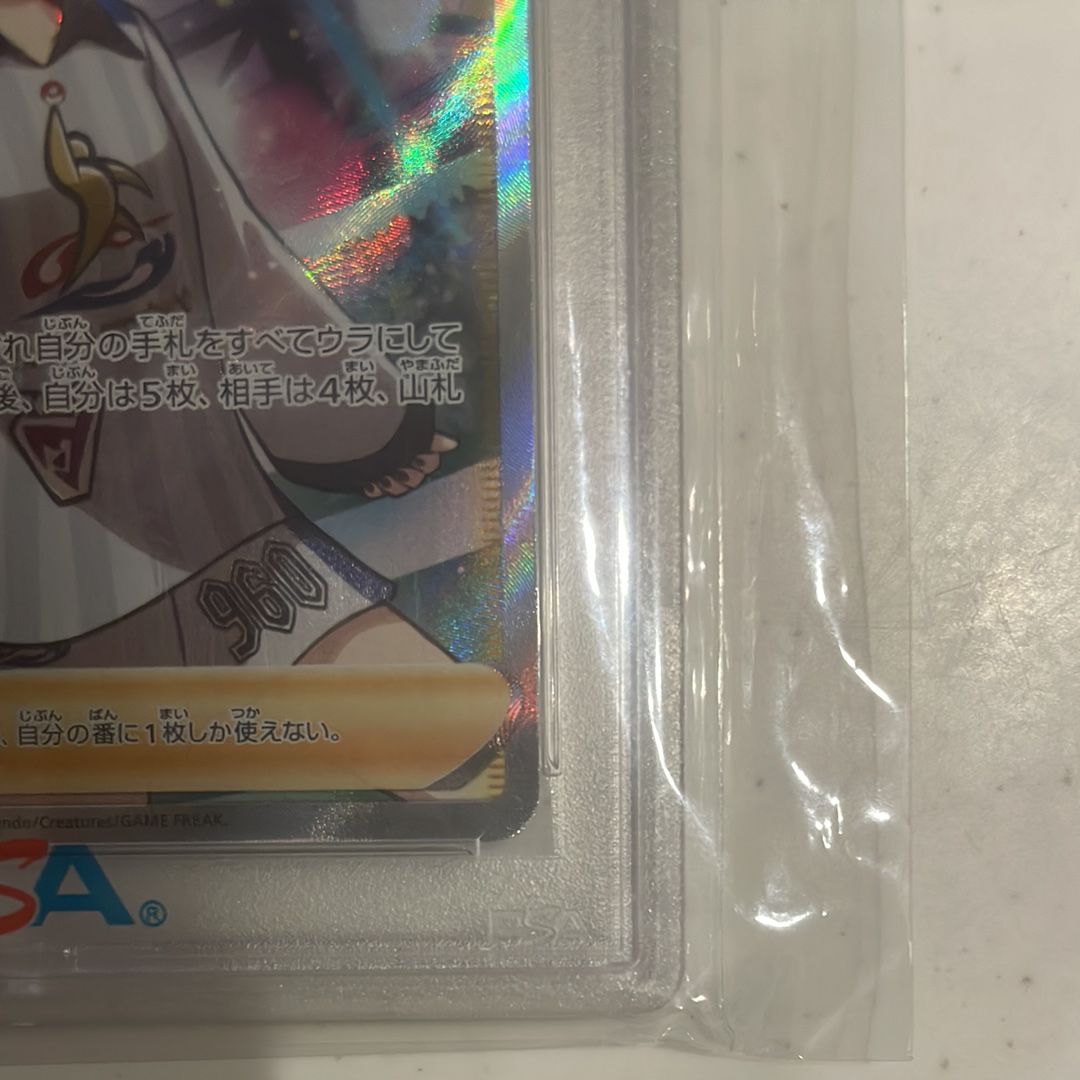 れ自分の手札をすべてウラにして
後、自分は5枚、相手は4枚、山札
960
、自分の番に1枚しか使えない。
/Creatures/GAME FREAK.
SA®
PSA